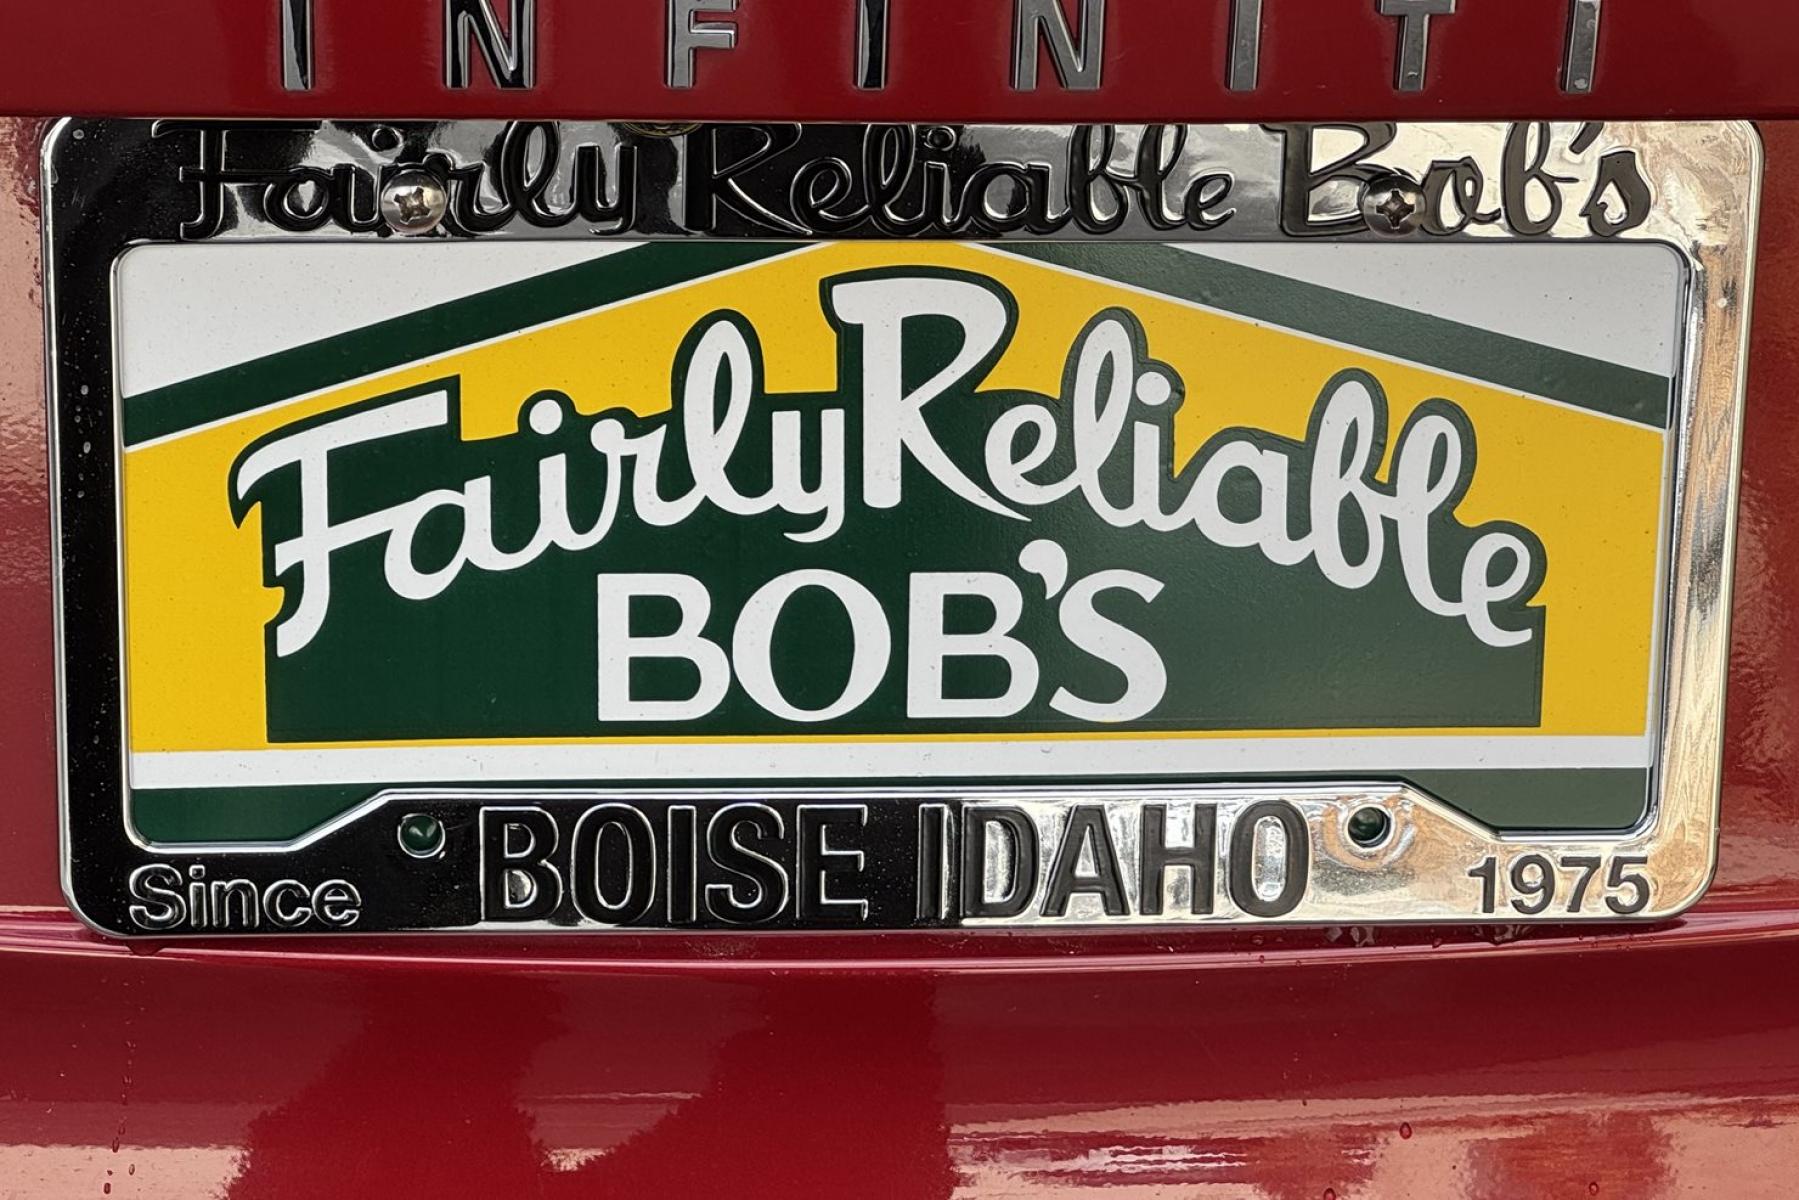 INFINITI
Fairly Reliable Bob's
Fairly Reliable
BOB'S
Since BOISE IDAHO 1975